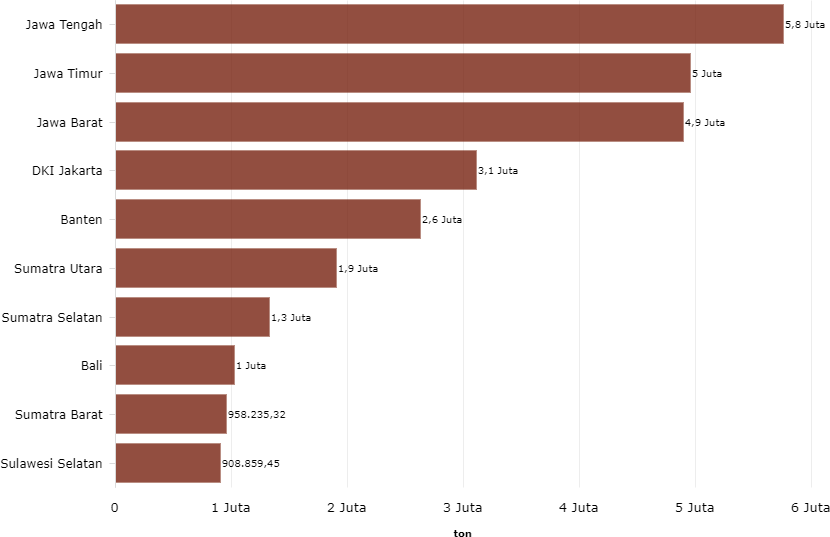 Jawa Tengah 5,8 Juta
Jawa Timur 5 Juta
Jawa Barat 4,9 Juta
DKI Jakarta 3,1 Juta
Banten 2,6 Juta
Sumatra Utara 1,9 Juta
Sumatra Selatan 1,3 Juta
Bali 1 Juta
Sumatra Barat 958.235,32
Sulawesi Selatan 908.859,45
0 1 Juta 2 Juta 3 Juta 4 Juta 5 Juta 6 Juta
ton